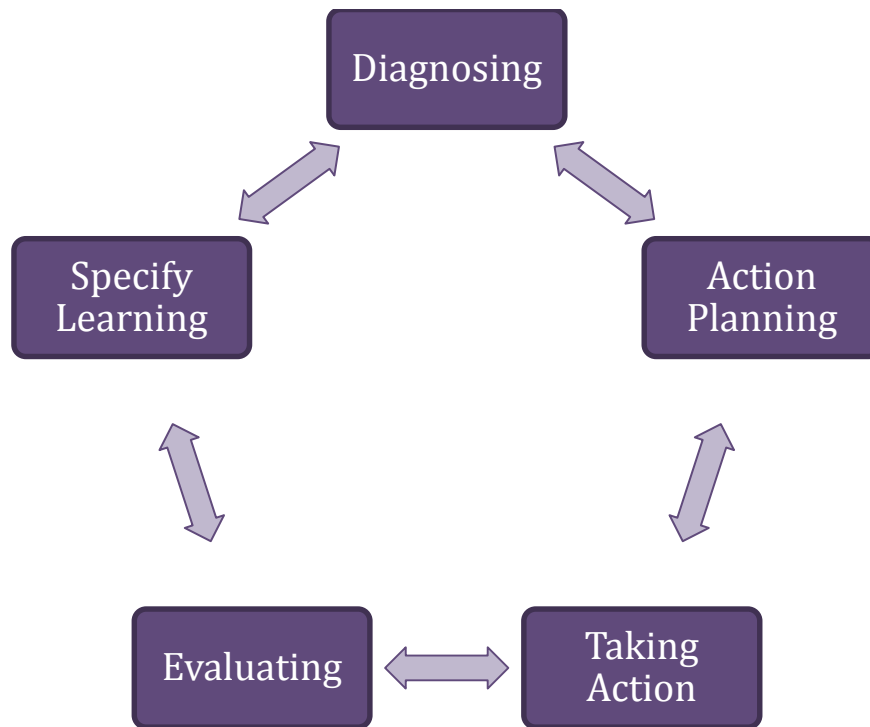 Diagnosing
Specify
Learning
Action
Planning
Evaluating
Taking
Action